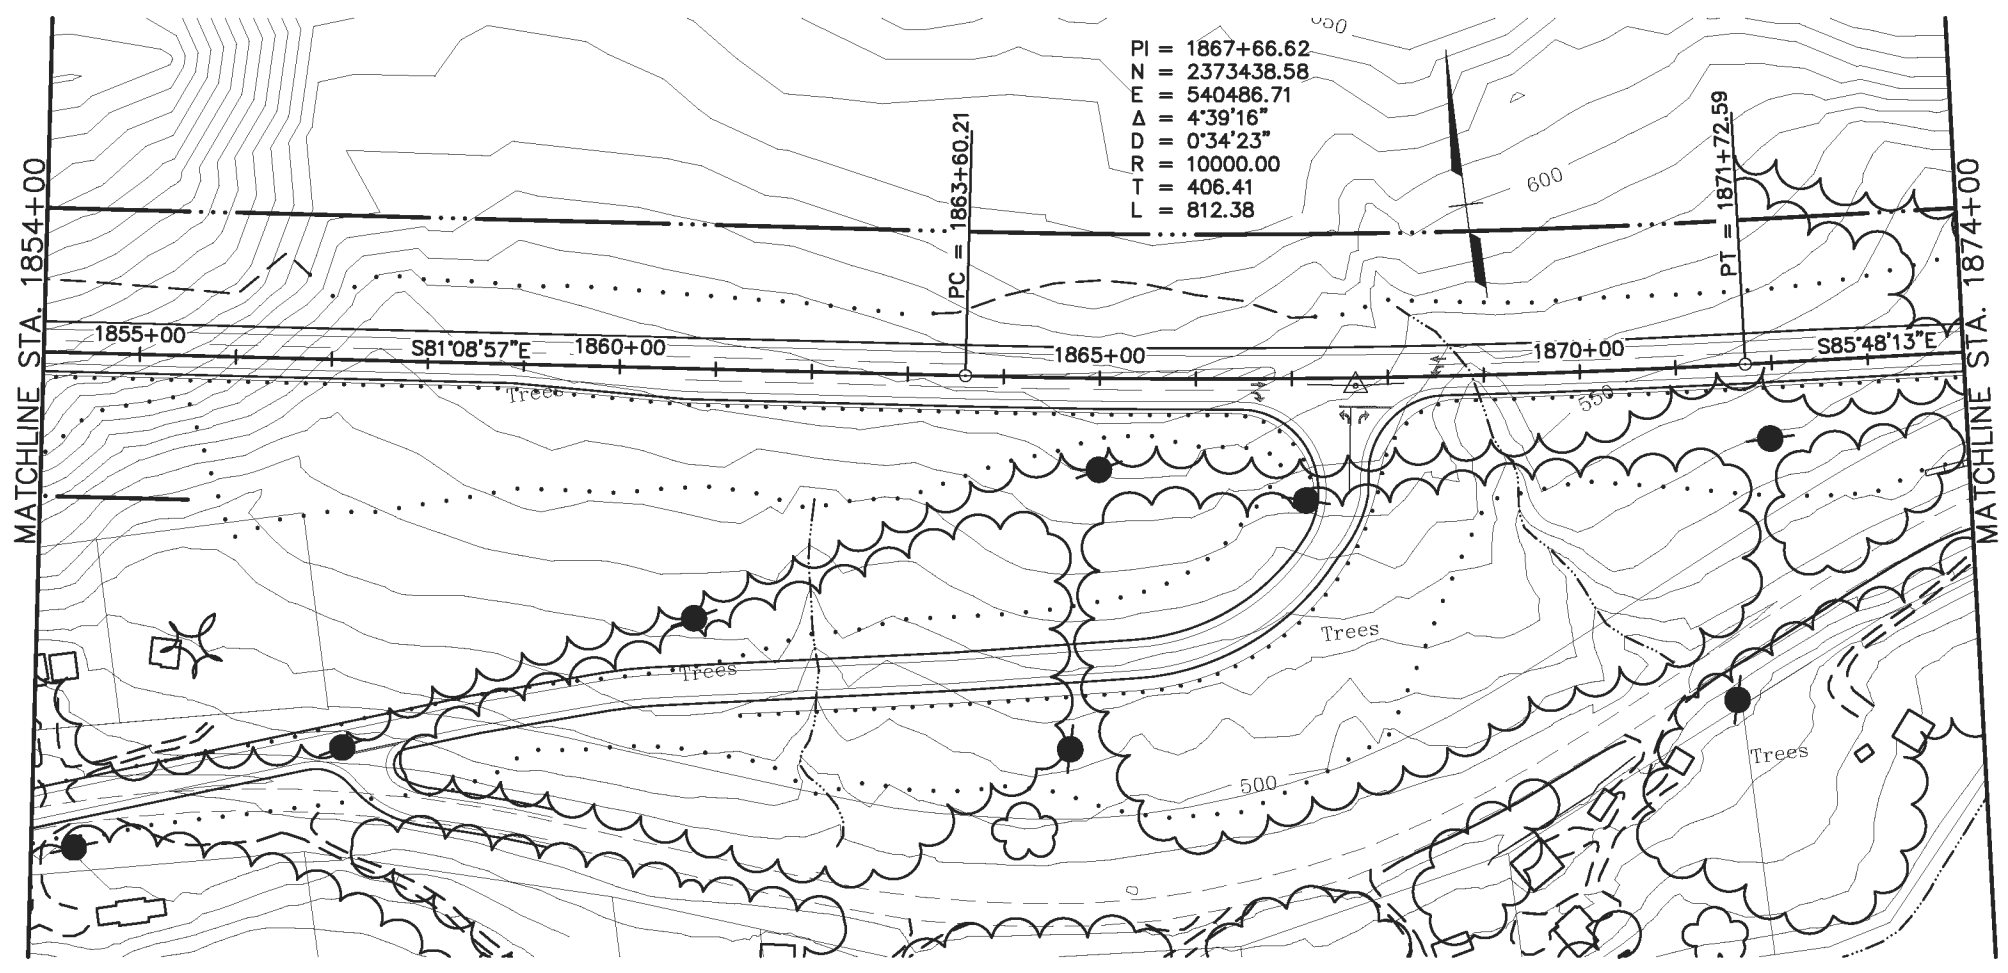 650
PI = 1867+66.62
N = 2373438.58
E = 540486.71
Δ = 4°39'16"
D = 0°34'23"
R = 10000.00
T = 406.41
L = 812.38
PC = 1863+60.21
PT = 1871+72.59
600
MATCHLINE STA. 1854+00
MATCHLINE STA. 1874+00
1855+00
S81°08'57"E
1860+00
1865+00
1870+00
S85°48'13"E
Trees
550
Trees
Trees
Trees
500